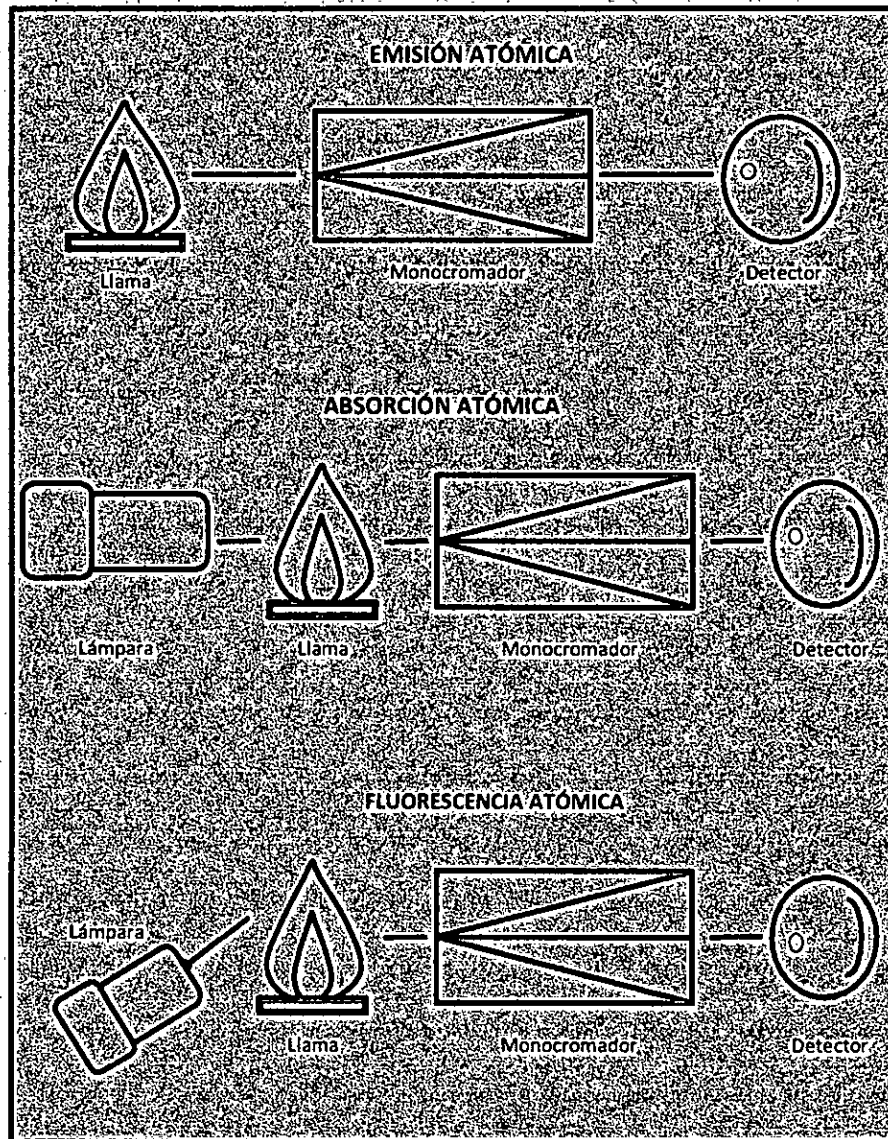 EMISIÓN ATÓMICA
Llama Monocromador Detector
ABSORCIÓN ATÓMICA
Lámpara Llama Monocromador Detector
FLUORESCENCIA ATÓMICA
Lámpara
Llama Monocromador Detector